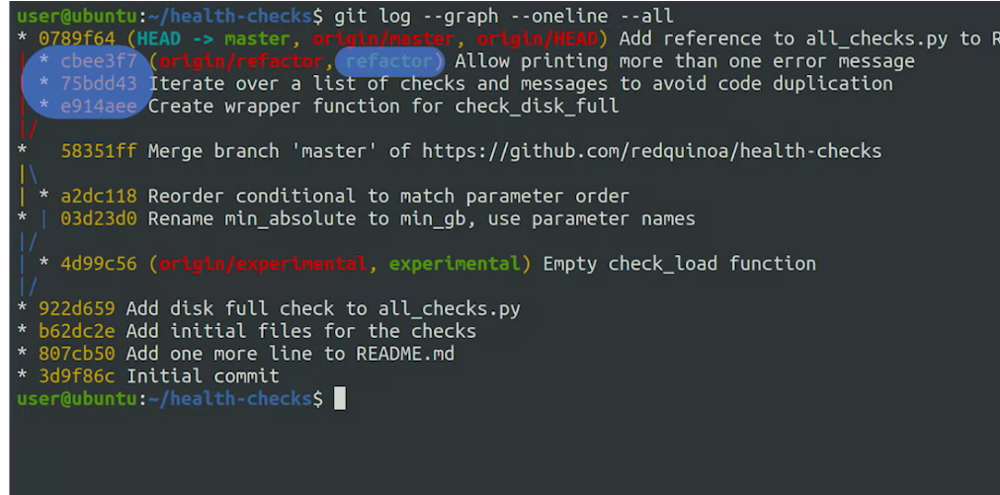 user@ubuntu:~/health-checks$ git log --graph --oneline --all
* 0789f64 (HEAD -> master, origin/master, origin/HEAD) Add reference to all_checks.py to R
| * cbee3f7 (origin/refactor, refactor) Allow printing more than one error message
| * 75bdd43 Iterate over a list of checks and messages to avoid code duplication
| * e914aee Create wrapper function for check_disk_full
|/
*   58351ff Merge branch 'master' of https://github.com/redquinoa/health-checks
|\
| * a2dc118 Reorder conditional to match parameter order
* | 03d23d0 Rename min_absolute to min_gb, use parameter names
|/
| * 4d99c56 (origin/experimental, experimental) Empty check_load function
|/
* 922d659 Add disk full check to all_checks.py
* b62dc2e Add initial files for the checks
* 807cb50 Add one more line to README.md
* 3d9f86c Initial commit
user@ubuntu:~/health-checks$